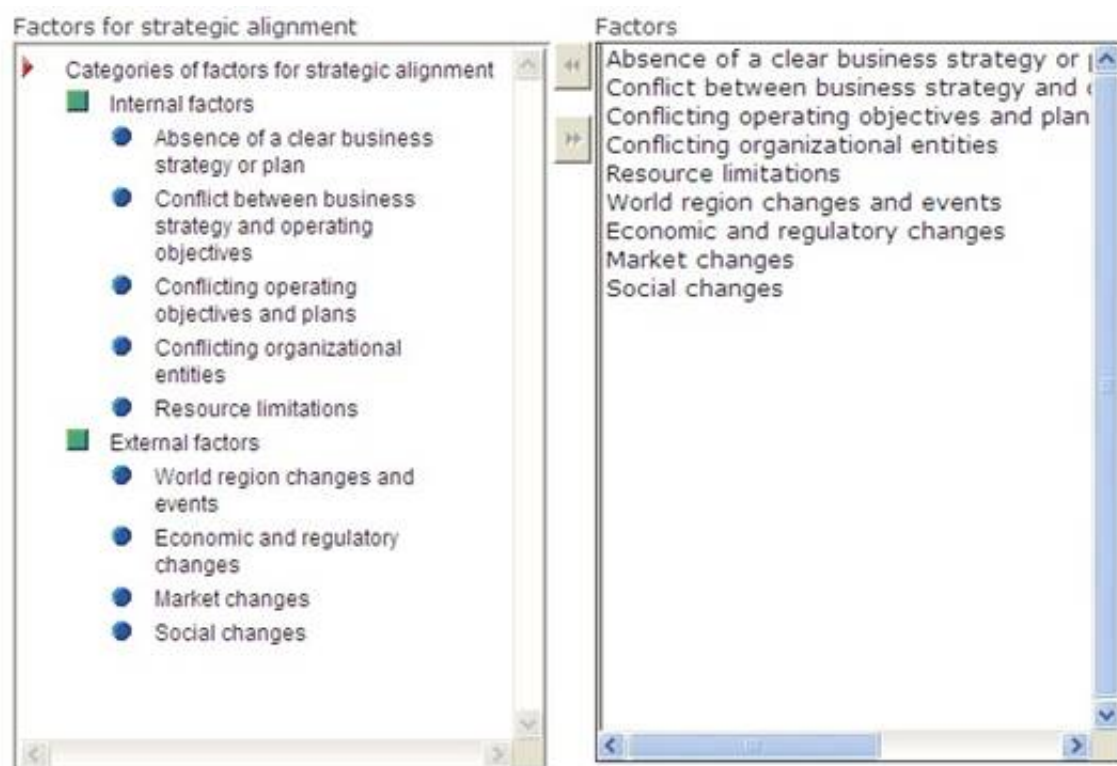 Factors for strategic alignment
Categories of factors for strategic alignment
Internal factors
Absence of a clear business
strategy or plan
Conflict between business
strategy and operating
objectives
Conflicting operating
objectives and plans
Conflicting organizational
entities
Resource limitations
External factors
World region changes and
events
Economic and regulatory
changes
Market changes
Social changes
Factors
Absence of a clear business strategy or
Conflict between business strategy and
Conflicting operating objectives and plan
Conflicting organizational entities
Resource limitations
World region changes and events
Economic and regulatory changes
Market changes
Social changes